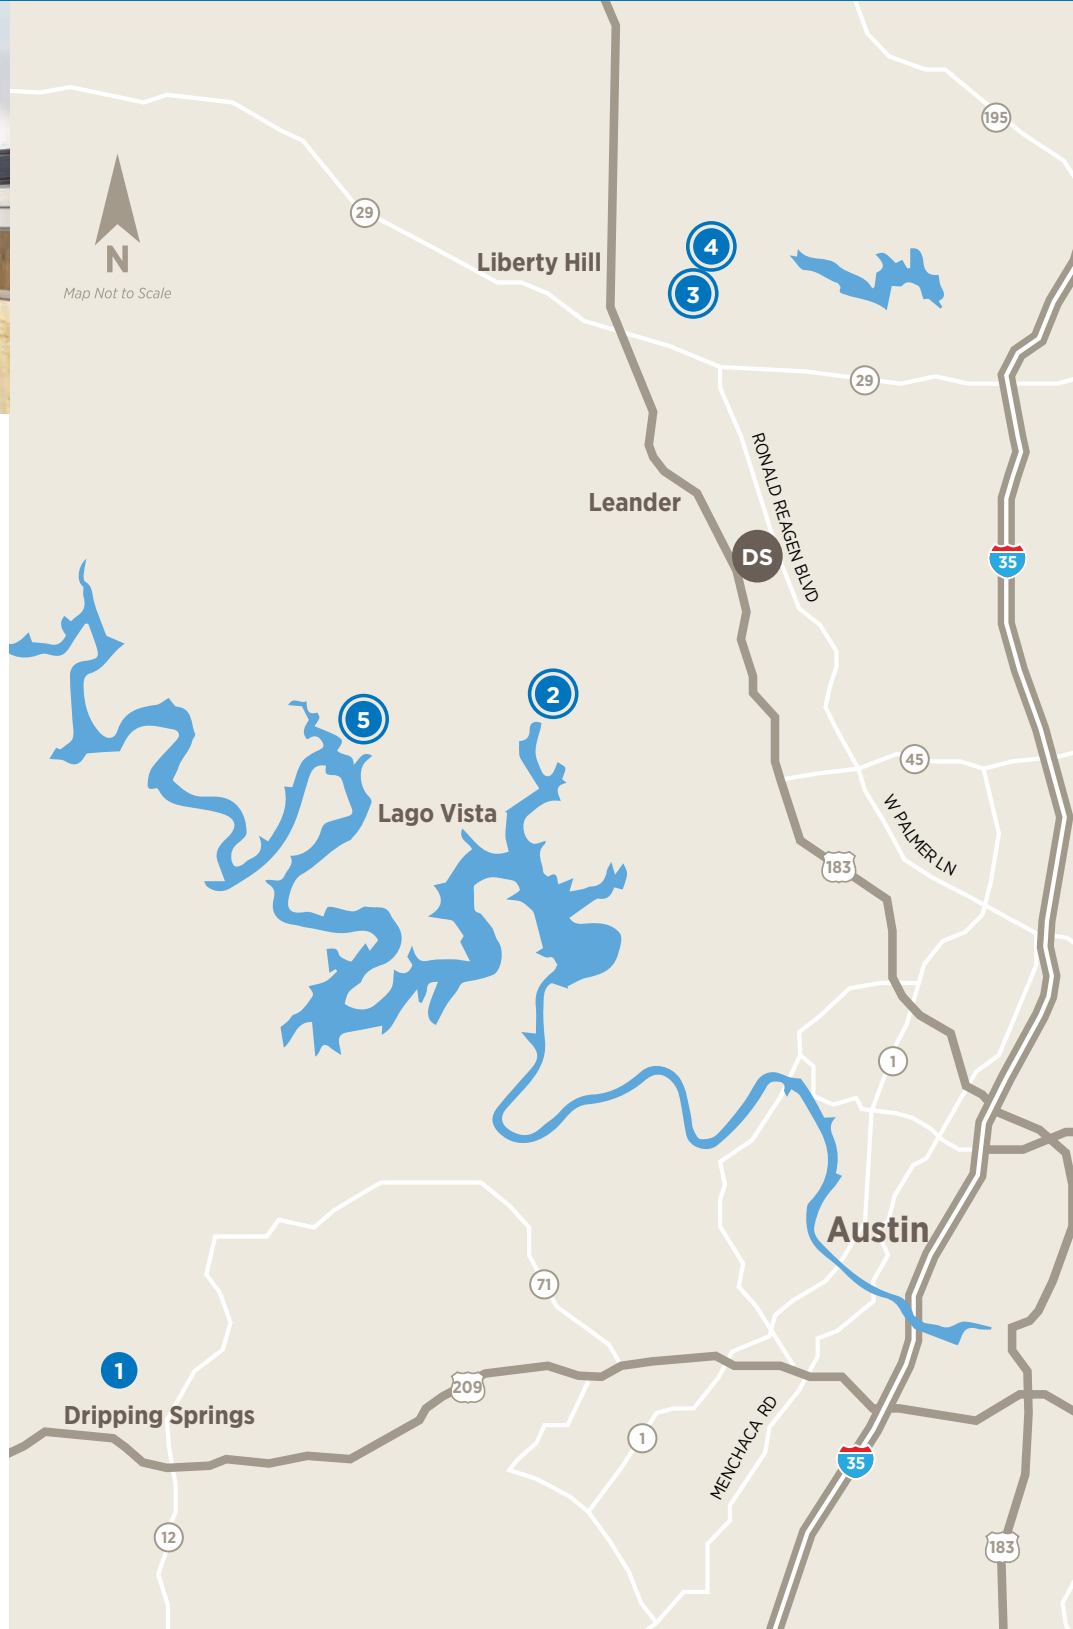 195
29
N
Map Not to Scale
Liberty Hill
4
3
29
RONALD REAGEN BLVD
Leander
DS
35
2
5
45
Lago Vista
W PALMER LN
183
1
Austin
71
1
Dripping Springs
209
MENCHACA RD
1
35
12
183